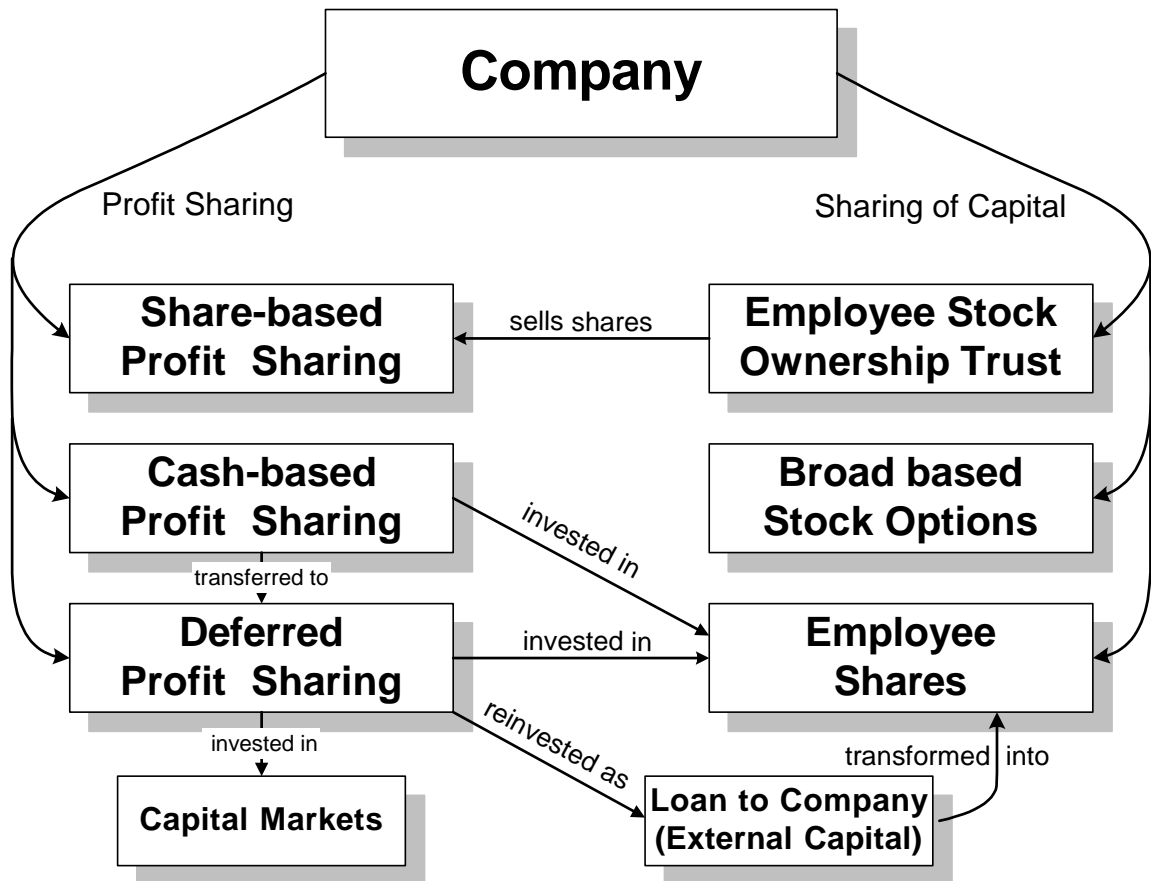 Company
Profit Sharing
Sharing of Capital
Share-based
Profit Sharing
sells shares
Employee Stock
Ownership Trust
Cash-based
Profit Sharing
invested in
Broad based
Stock Options
transferred to
Deferred
Profit Sharing
invested in
Employee
Shares
invested in
reinvested as
transformed into
Capital Markets
Loan to Company
(External Capital)